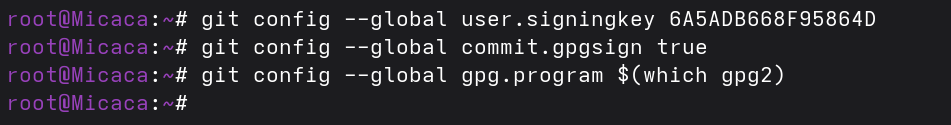 root@Micaca:~# git config --global user.signingkey 6A5ADB668F95864D
root@Micaca:~# git config --global commit.gpgsign true
root@Micaca:~# git config --global gpg.program $(which gpg2)
root@Micaca:~#